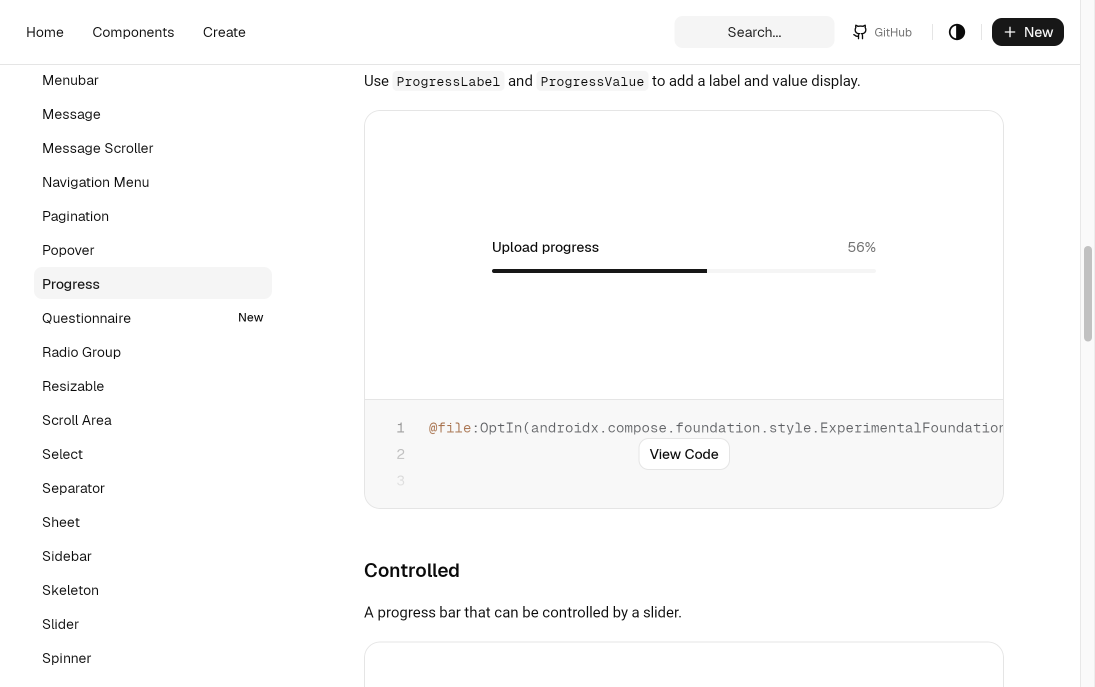 Home Components Create Search... GitHub New
Menubar
Message
Message Scroller
Navigation Menu
Pagination
Popover
Progress
Questionnaire New
Radio Group
Resizable
Scroll Area
Select
Separator
Sheet
Sidebar
Skeleton
Slider
Spinner
Use ProgressLabel and ProgressValue to add a label and value display.
Upload progress 56%
1 @file:OptIn(androidx.compose.foundation.style.ExperimentalFoundation
2
View Code
3
Controlled
A progress bar that can be controlled by a slider.